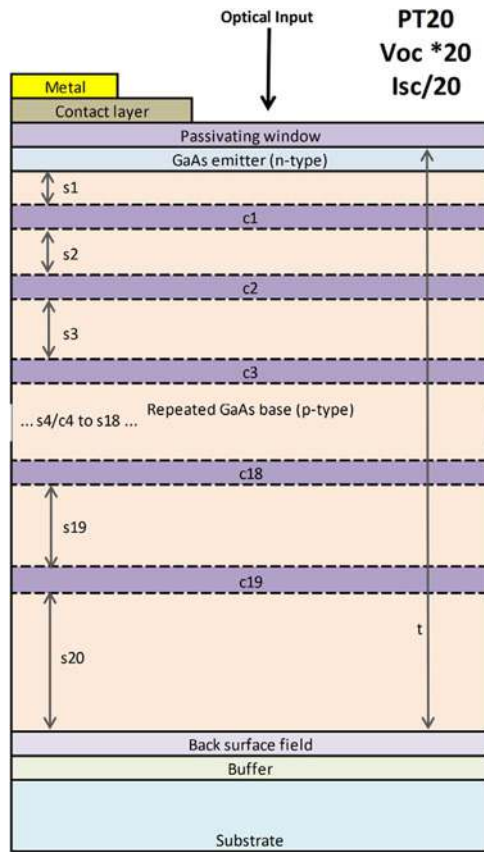 Optical Input
PT20
Voc *20
Isc/20
Metal
Contact layer
Passivating window
GaAs emitter (n-type)
s1
c1
s2
c2
s3
c3
Repeated GaAs base (p-type)
... s4/c4 to s18 ...
c18
s19
c19
t
s20
Back surface field
Buffer
Substrate